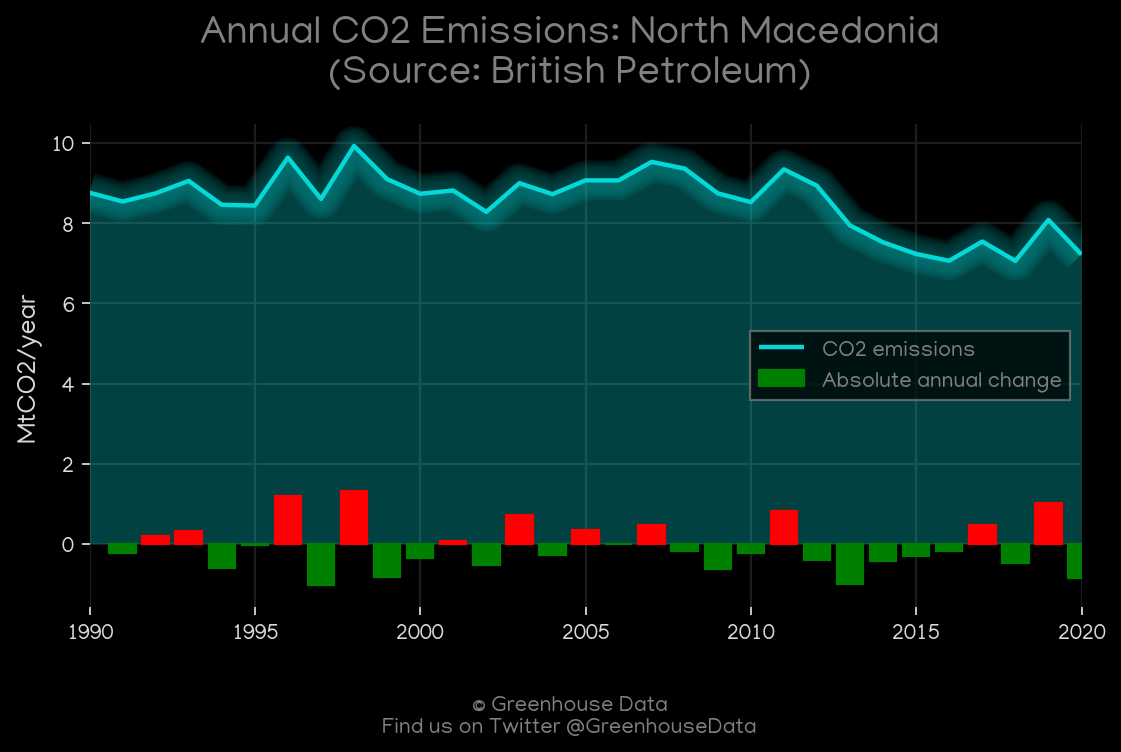 Annual CO2 Emissions: North Macedonia
(Source: British Petroleum)
MtCO2/year
10
8
6
4
2
0
CO2 emissions
Absolute annual change
1990 1995 2000 2005 2010 2015 2020
© Greenhouse Data
Find us on Twitter @GreenhouseData